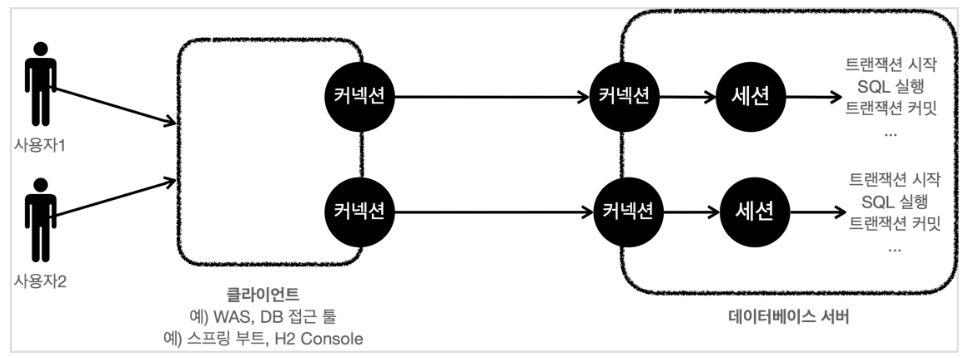 사용자1
사용자2
커넥션
커넥션
클라이언트
예) WAS, DB 접근 툴
예) 스프링 부트, H2 Console
커넥션
세션
트랜잭션 시작
SQL 실행
트랜잭션 커밋
...
커넥션
세션
트랜잭션 시작
SQL 실행
트랜잭션 커밋
...
데이터베이스 서버